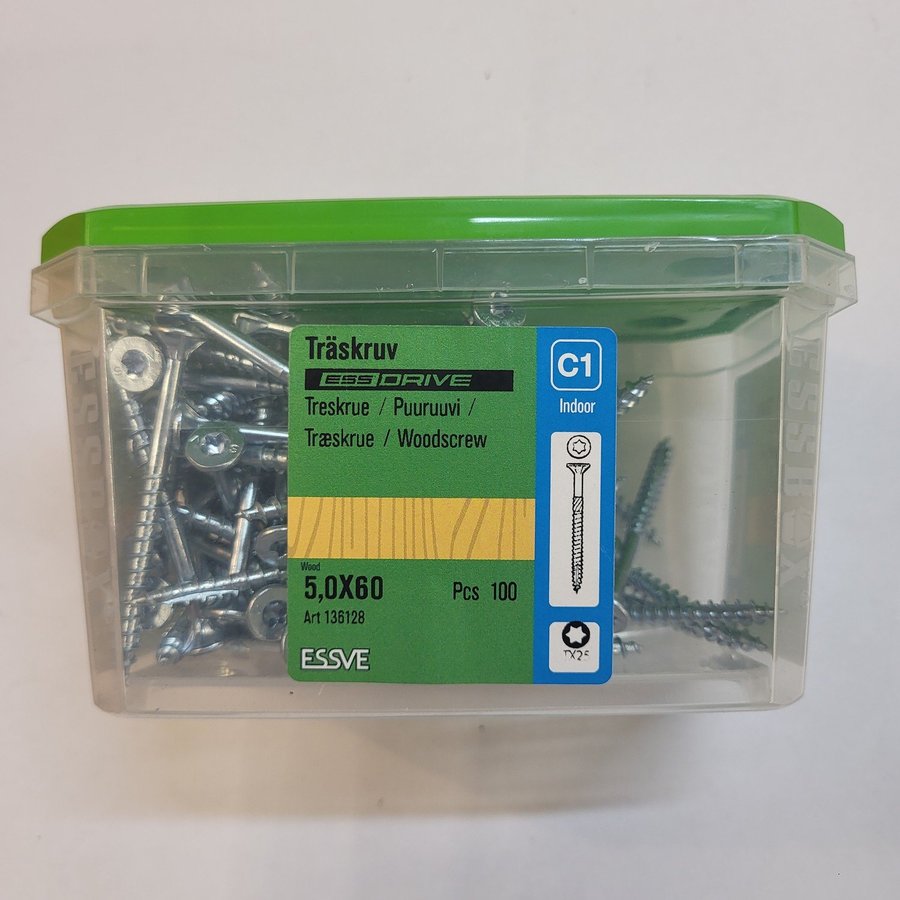 Träskruv
ESSDRIVE
Treskrue / Puuruuvi /
Træskrue / Woodscrew
Wood
5,0X60
Pcs 100
Art 136128
ESSVE
C1
Indoor
TX25
ESSVE
ESSVE